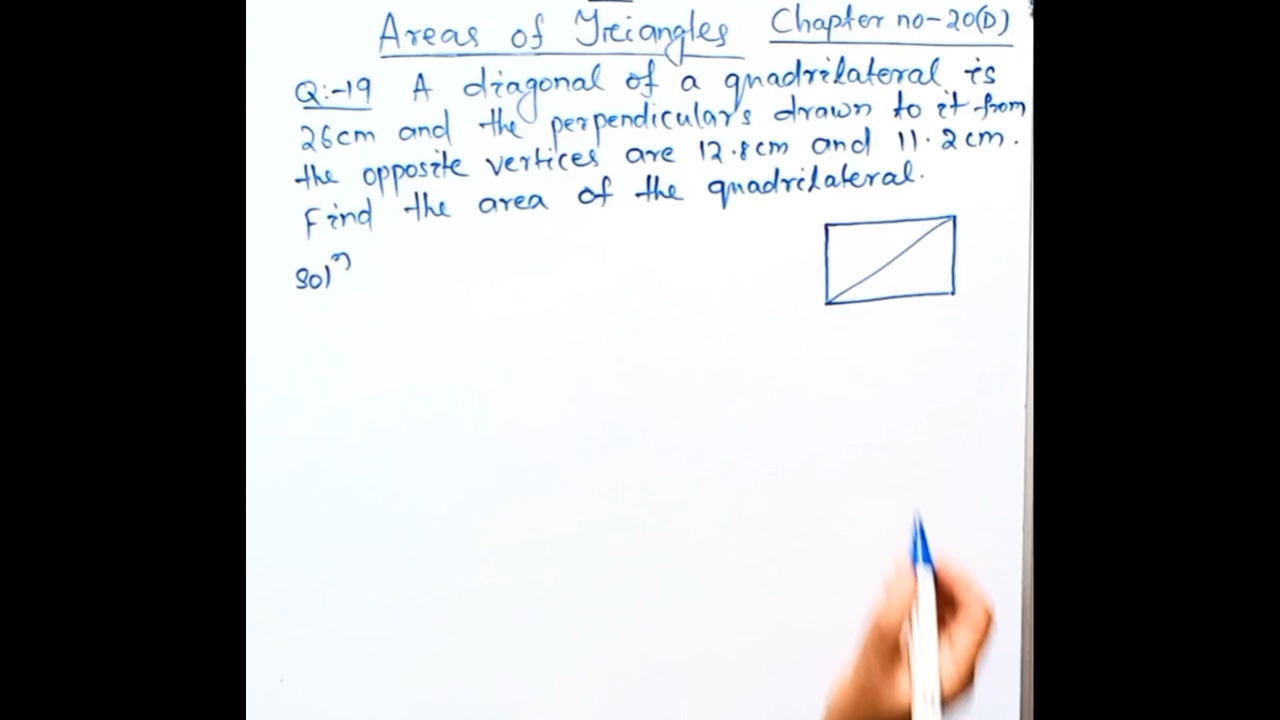 Areas of Triangles Chapter no-20(D)
Q:-19 A diagonal of a quadrilateral is
26cm and the perpendiculars drawn to it from
the opposite vertices are 12.8cm and 11.2cm.
Find the area of the quadrilateral.
Solⁿ